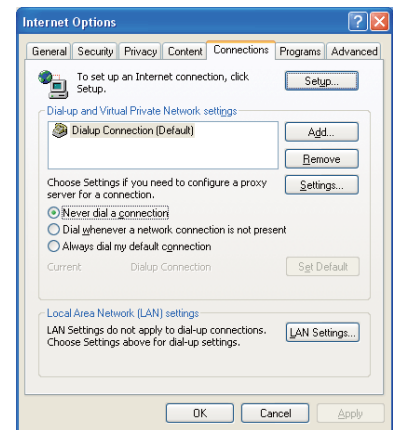 Internet Options
General Security Privacy Content Connections Programs Advanced
To set up an Internet connection, click
Setup.
Setup...
Dial-up and Virtual Private Network settings
Dialup Connection (Default)
Add...
Remove
Choose Settings if you need to configure a proxy
server for a connection.
Settings...
Never dial a connection
Dial whenever a network connection is not present
Always dial my default connection
Current Dialup Connection
Set Default
Local Area Network (LAN) settings
LAN Settings do not apply to dial-up connections.
Choose Settings above for dial-up settings.
LAN Settings...
OK Cancel Apply